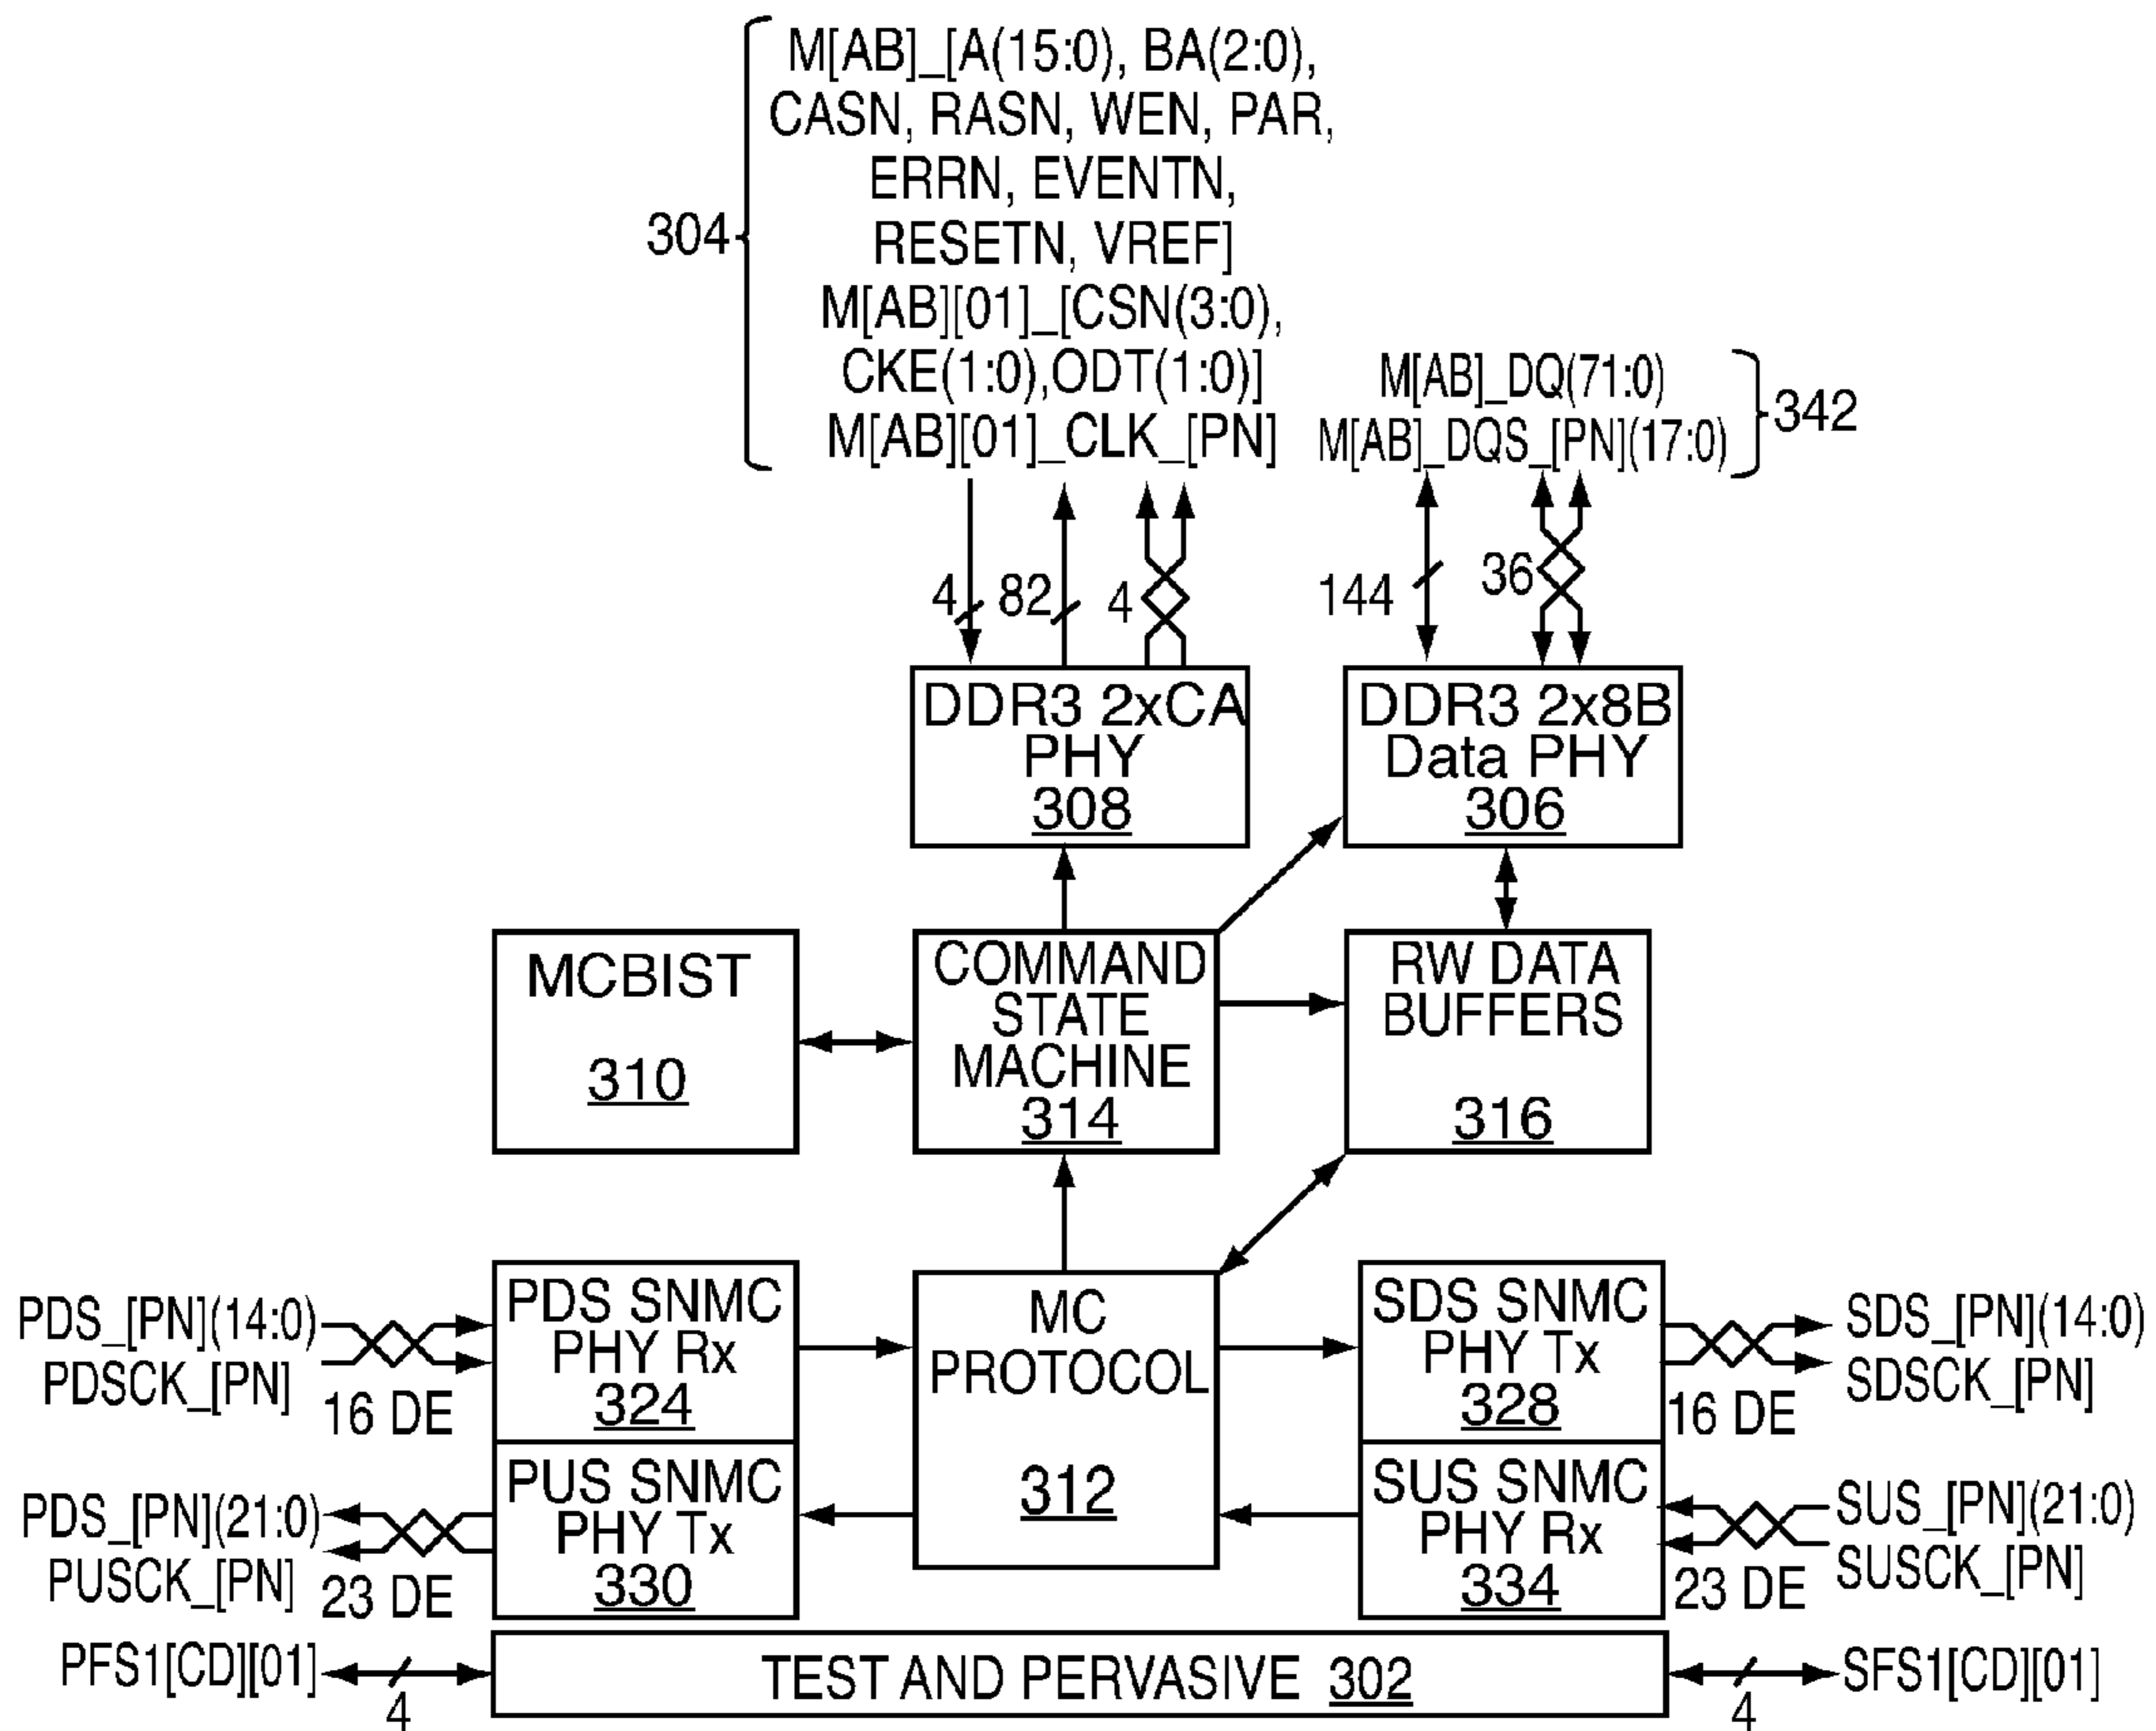 M[AB]_[A(15:0), BA(2:0),
CASN, RASN, WEN, PAR,
ERRN, EVENTN,
RESETN, VREF]
M[AB][01]_[CSN(3:0),
CKE(1:0),ODT(1:0)]
M[AB][01]_CLK_[PN]
304
M[AB]_DQ(71:0)
M[AB]_DQS_[PN](17:0)
342
4
82
4
144
36
DDR3 2xCA
PHY
308
DDR3 2x8B
Data PHY
306
MCBIST
310
COMMAND
STATE
MACHINE
314
RW DATA
BUFFERS
316
PDS_[PN](14:0)
PDSCK_[PN]
16 DE
PDS SNMC
PHY Rx
324
MC
PROTOCOL
312
SDS SNMC
PHY Tx
328
SDS_[PN](14:0)
SDSCK_[PN]
16 DE
PDS_[PN](21:0)
PUSCK_[PN]
23 DE
PUS SNMC
PHY Tx
330
SUS SNMC
PHY Rx
334
SUS_[PN](21:0)
SUSCK_[PN]
23 DE
PFS1[CD][01]
4
TEST AND PERVASIVE 302
SFS1[CD][01]
4